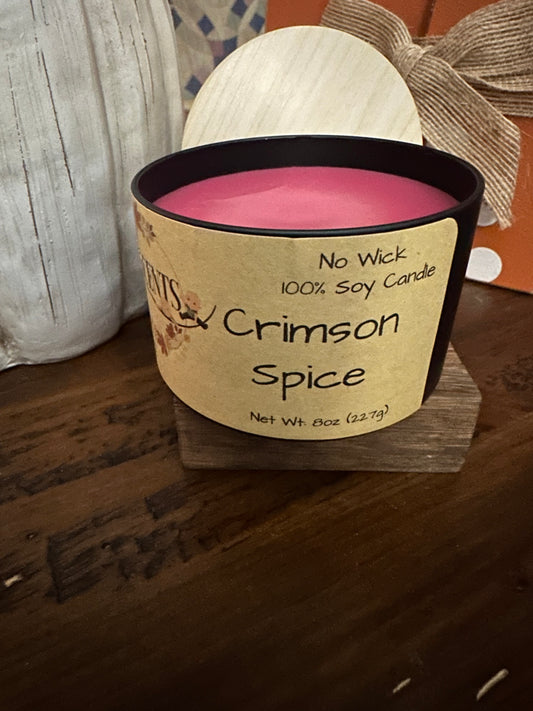 No Wick
100% Soy Candle
Crimson
Spice
Net Wt. 8oz (227g)